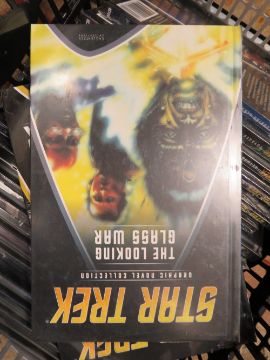 STAR TREK
GRAPHIC NOVEL COLLECTION
THE LOOKING
GLASS WAR